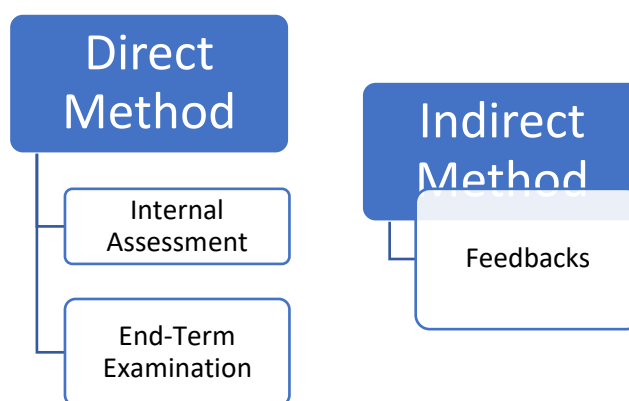 Direct
Method
Internal
Assessment
End-Term
Examination
Indirect
Method
Feedbacks